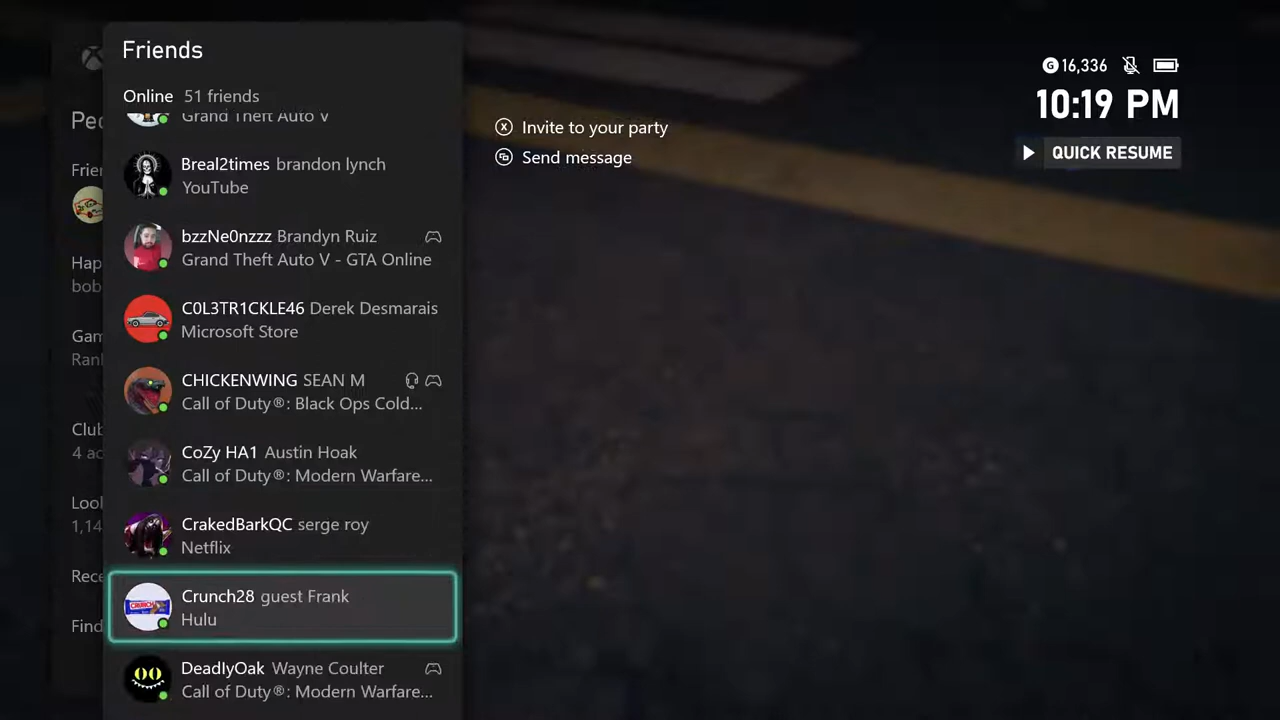 Friends
Online 51 friends
Grand Theft Auto V
Breal2times brandon lynch
YouTube
bzzNe0nzzz Brandyn Ruiz
Grand Theft Auto V - GTA Online
C0L3TR1CKLE46 Derek Desmarais
Microsoft Store
CHICKENWING SEAN M
Call of Duty®: Black Ops Cold...
CoZy HA1 Austin Hoak
Call of Duty®: Modern Warfare...
CrakedBarkQC serge roy
Netflix
Crunch28 guest Frank
Hulu
DeadlyOak Wayne Coulter
Call of Duty®: Modern Warfare...
Invite to your party
Send message
G 16,336
10:19 PM
QUICK RESUME
CRUNCH